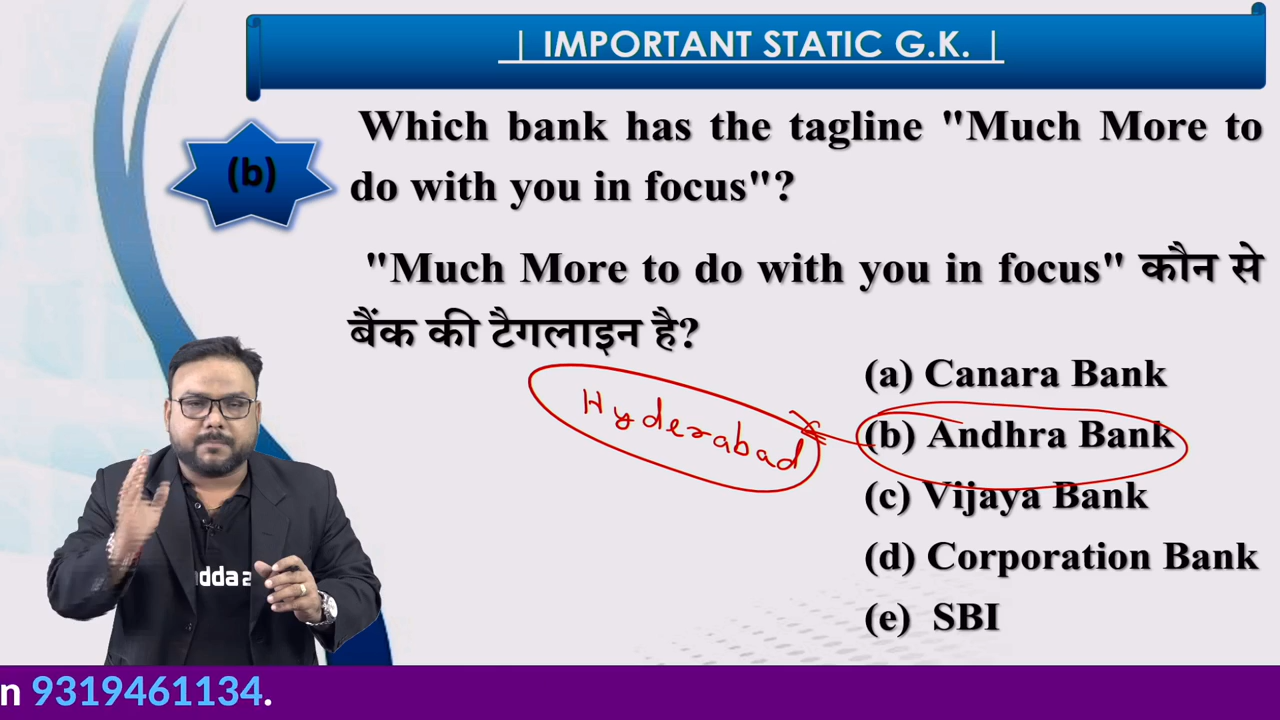 | IMPORTANT STATIC G.K. |
(b)
Which bank has the tagline "Much More to
do with you in focus"?
"Much More to do with you in focus" कौन से
बैंक की टैगलाइन है?
(a) Canara Bank
Hyderabad
(b) Andhra Bank
(c) Vijaya Bank
(d) Corporation Bank
(e) SBI
dda2
n 9319461134.